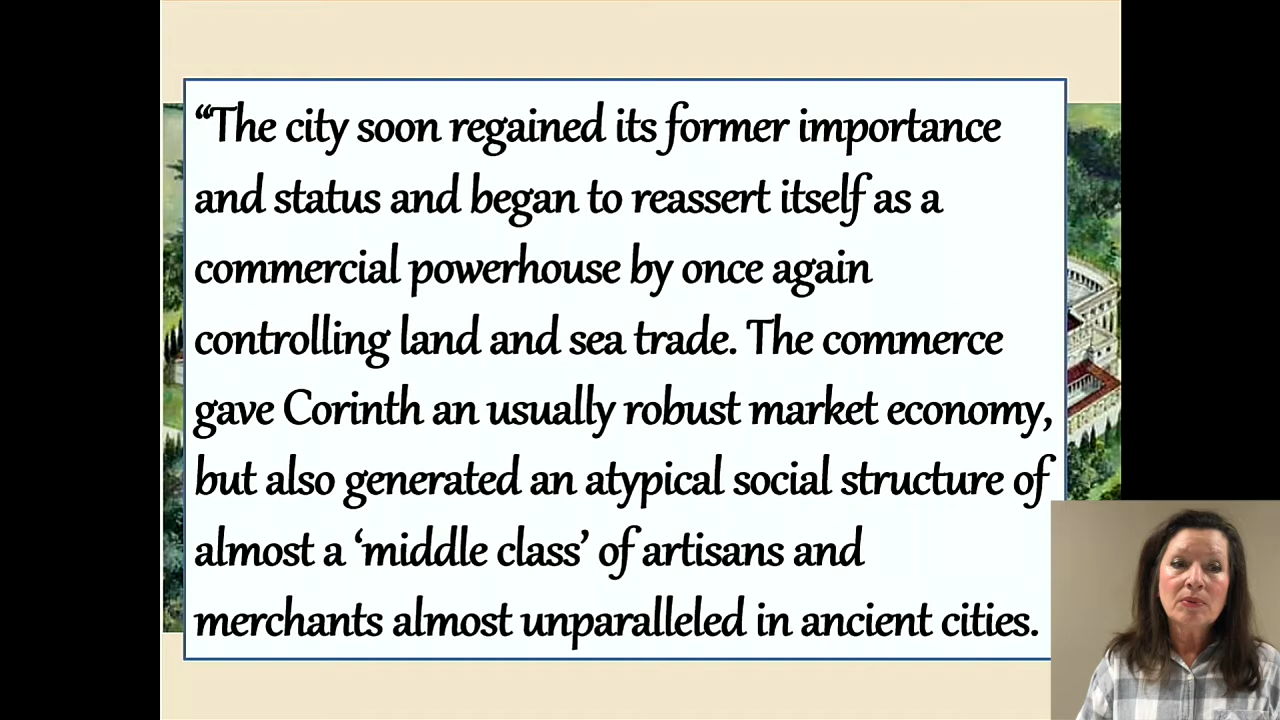 “The city soon regained its former importance
and status and began to reassert itself as a
commercial powerhouse by once again
controlling land and sea trade. The commerce
gave Corinth an usually robust market economy,
but also generated an atypical social structure of
almost a ‘middle class’ of artisans and
merchants almost unparalleled in ancient cities.